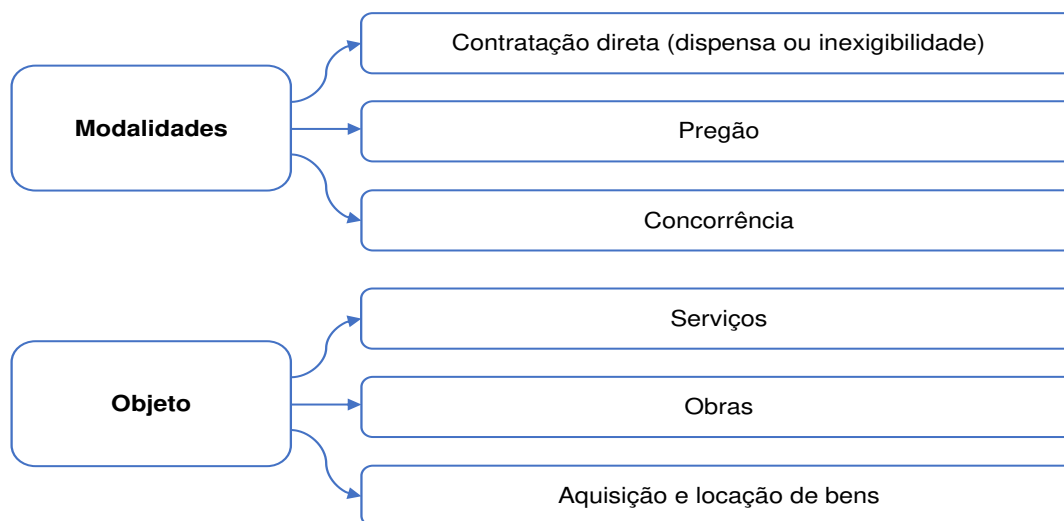 Modalidades
Contratação direta (dispensa ou inexigibilidade)
Pregão
Concorrência
Objeto
Serviços
Obras
Aquisição e locação de bens